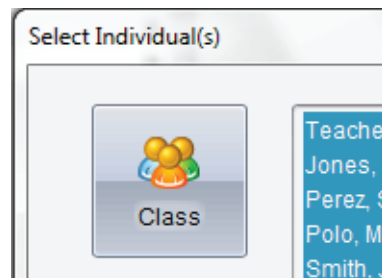 Select Individual(s)
Class
Teache
Jones,
Perez, S
Polo, M
Smith, J